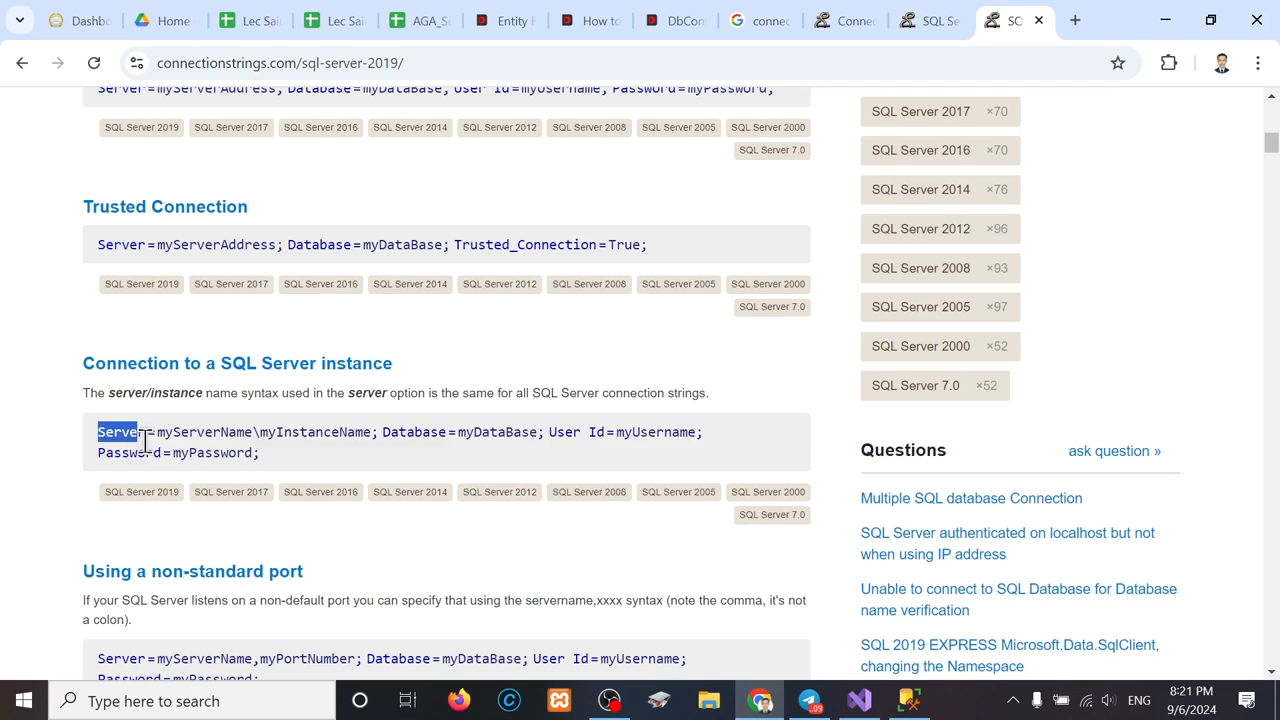 Dashbo
Home
Lec Sai
Lec Sai
AGA_Se
Entity F
How to
DbCon
connec
Connec
SQL Se
SQ
connectionstrings.com/sql-server-2019/
Server=myServerAddress; Database=myDataBase; User Id=myUsername; Password=myPassword;
SQL Server 2019 SQL Server 2017 SQL Server 2016 SQL Server 2014 SQL Server 2012 SQL Server 2008 SQL Server 2005 SQL Server 2000
SQL Server 7.0
Trusted Connection
Server=myServerAddress; Database=myDataBase; Trusted_Connection=True;
SQL Server 2019 SQL Server 2017 SQL Server 2016 SQL Server 2014 SQL Server 2012 SQL Server 2008 SQL Server 2005 SQL Server 2000
SQL Server 7.0
Connection to a SQL Server instance
The server/instance name syntax used in the server option is the same for all SQL Server connection strings.
Server=myServerName\myInstanceName; Database=myDataBase; User Id=myUsername;
Password=myPassword;
SQL Server 2019 SQL Server 2017 SQL Server 2016 SQL Server 2014 SQL Server 2012 SQL Server 2008 SQL Server 2005 SQL Server 2000
SQL Server 7.0
Using a non-standard port
If your SQL Server listens on a non-default port you can specify that using the servername,xxxx syntax (note the comma, it's not
a colon).
Server=myServerName,myPortNumber; Database=myDataBase; User Id=myUsername;
Password=myPassword;
SQL Server 2017 ×70
SQL Server 2016 ×70
SQL Server 2014 ×76
SQL Server 2012 ×96
SQL Server 2008 ×93
SQL Server 2005 ×97
SQL Server 2000 ×52
SQL Server 7.0 ×52
Questions ask question »
Multiple SQL database Connection
SQL Server authenticated on localhost but not
when using IP address
Unable to connect to SQL Database for Database
name verification
SQL 2019 EXPRESS Microsoft.Data.SqlClient,
changing the Namespace
Type here to search
.09
ENG
8:21 PM
9/6/2024